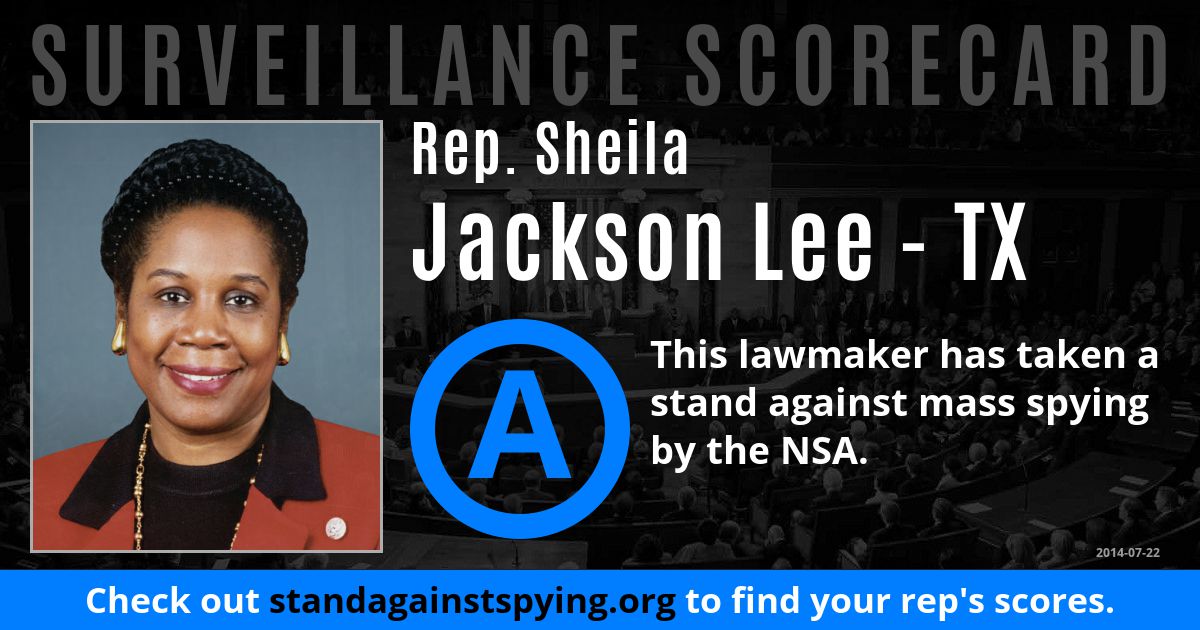 SURVEILLANCE SCORECARD
Rep. Sheila
Jackson Lee - TX
A
This lawmaker has taken a
stand against mass spying
by the NSA.
2014-07-22
Check out standagainstspying.org to find your rep's scores.